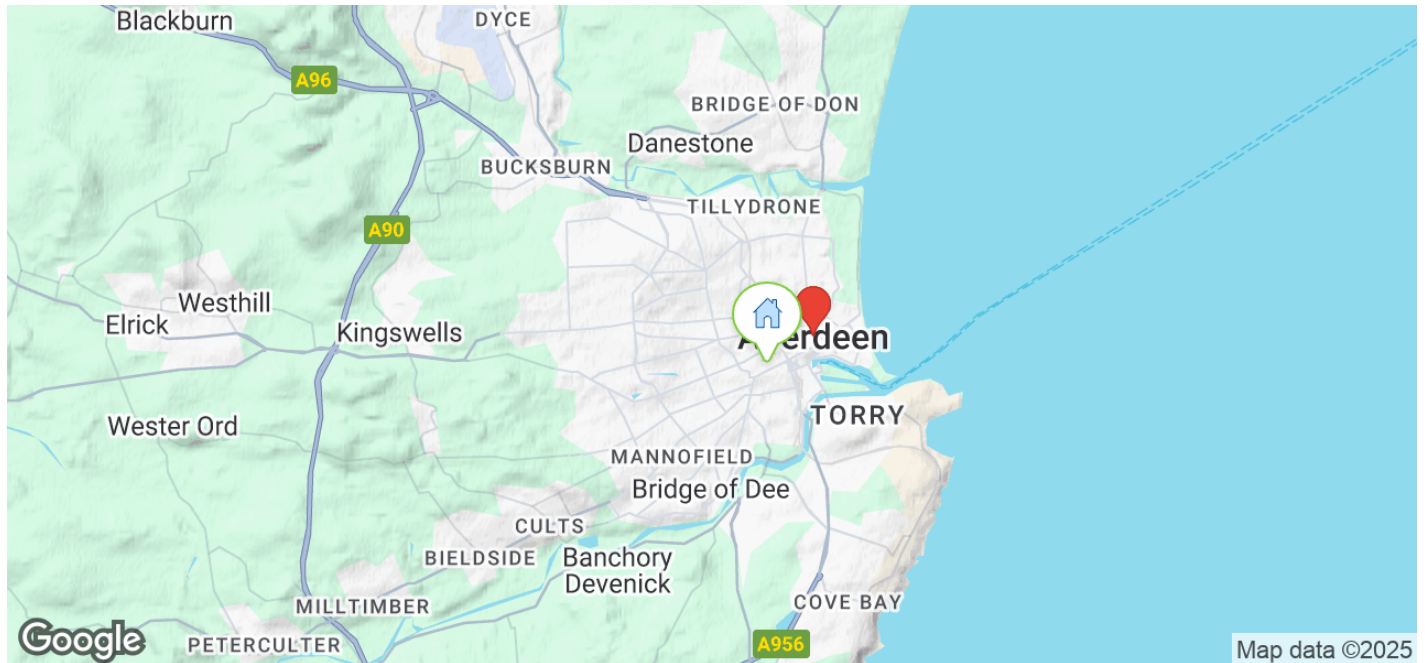 Blackburn
DYCE
A96
BRIDGE OF DON
Danestone
BUCKSBURN
TILLYDRONE
A90
Westhill
Elrick
Kingswells
Aberdeen
Wester Ord
TORRY
MANNOFIELD
Bridge of Dee
CULTS
BIELDSIDE
Banchory
Devenick
MILLTIMBER
COVE BAY
PETERCULTER
A956
Google
Map data ©2025